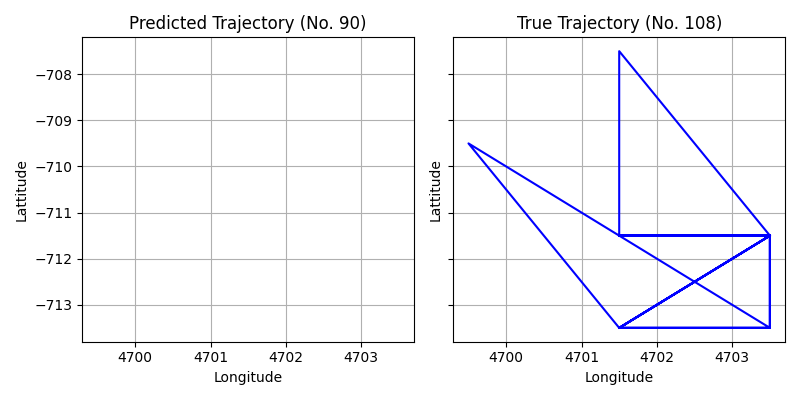 Predicted Trajectory (No. 90)
−708
−709
−710
−711
−712
−713
Lattitude
4700 4701 4702 4703
Longitude
True Trajectory (No. 108)
Lattitude
4700 4701 4702 4703
Longitude